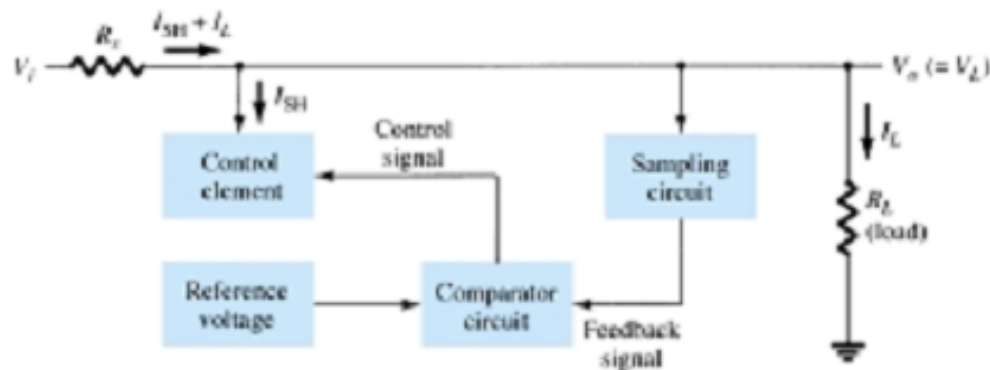 I_SH + I_L
R_s
V_i
V_o (= V_L)
I_SH
Control
signal
I_L
Control
element
Sampling
circuit
R_L
(load)
Reference
voltage
Comparator
circuit
Feedback
signal